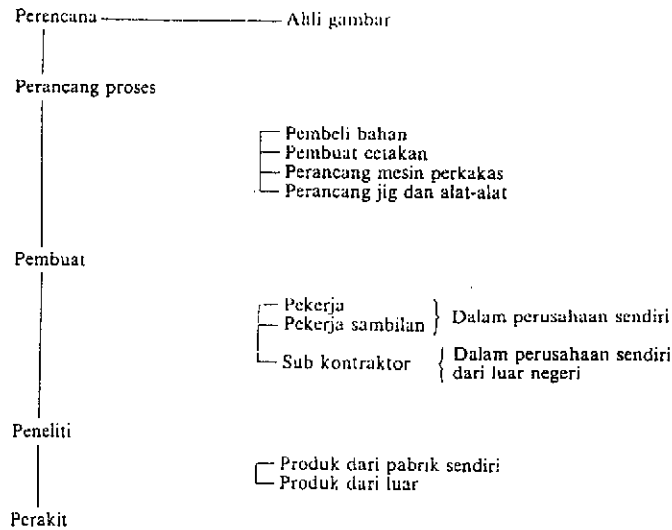 Perencana Ahli gambar
Perancang proses
Pembeli bahan
Pembuat cetakan
Perancang mesin perkakas
Perancang jig dan alat-alat
Pembuat
Pekerja
Pekerja sambilan
Dalam perusahaan sendiri
Sub kontraktor
Dalam perusahaan sendiri
dari luar negeri
Peneliti
Produk dari pabrik sendiri
Produk dari luar
Perakit